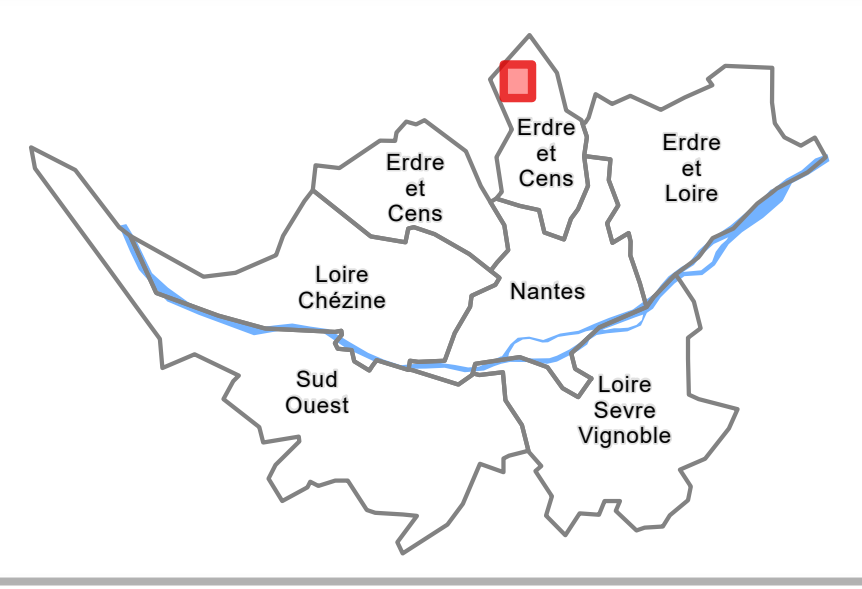 Erdre
et
Cens
Erdre
et
Loire
Erdre
et
Cens
Loire
Chézine
Nantes
Sud
Ouest
Loire
Sevre
Vignoble